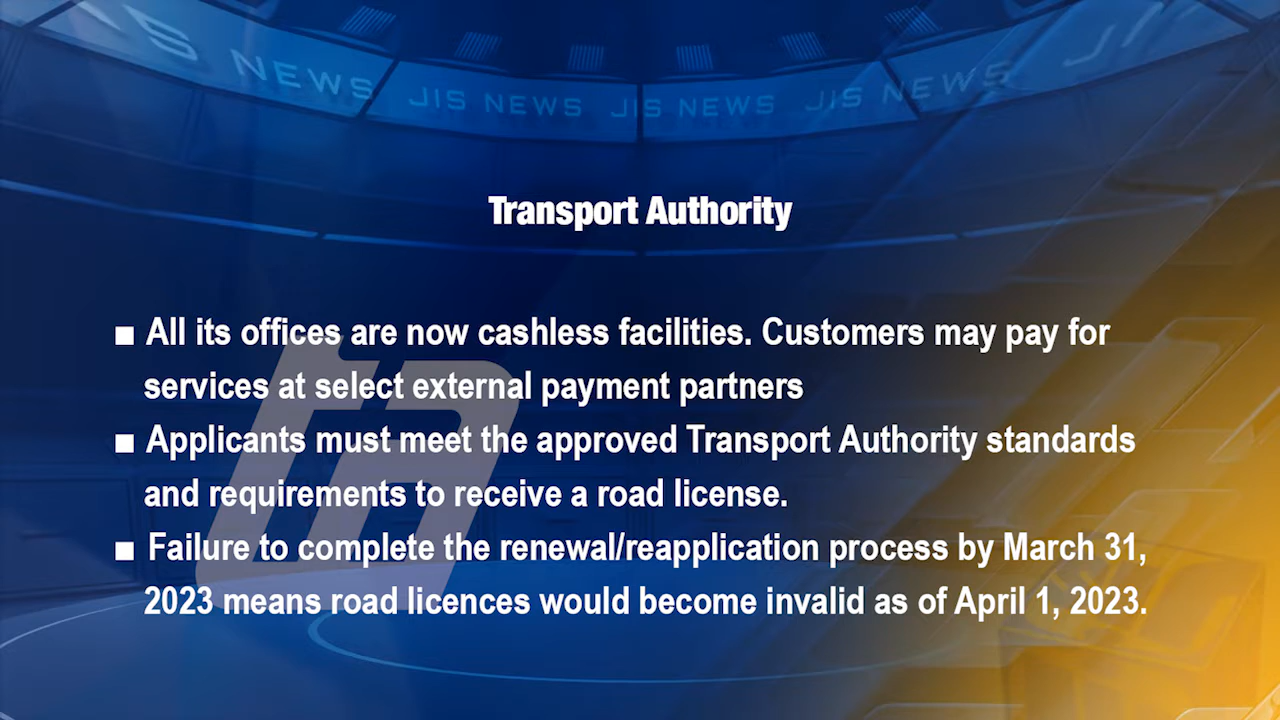 JIS NEWS JIS NEWS JIS NEWS JIS NEWS
Transport Authority
■ All its offices are now cashless facilities. Customers may pay for
services at select external payment partners
■ Applicants must meet the approved Transport Authority standards
and requirements to receive a road license.
■ Failure to complete the renewal/reapplication process by March 31,
2023 means road licences would become invalid as of April 1, 2023.
ta